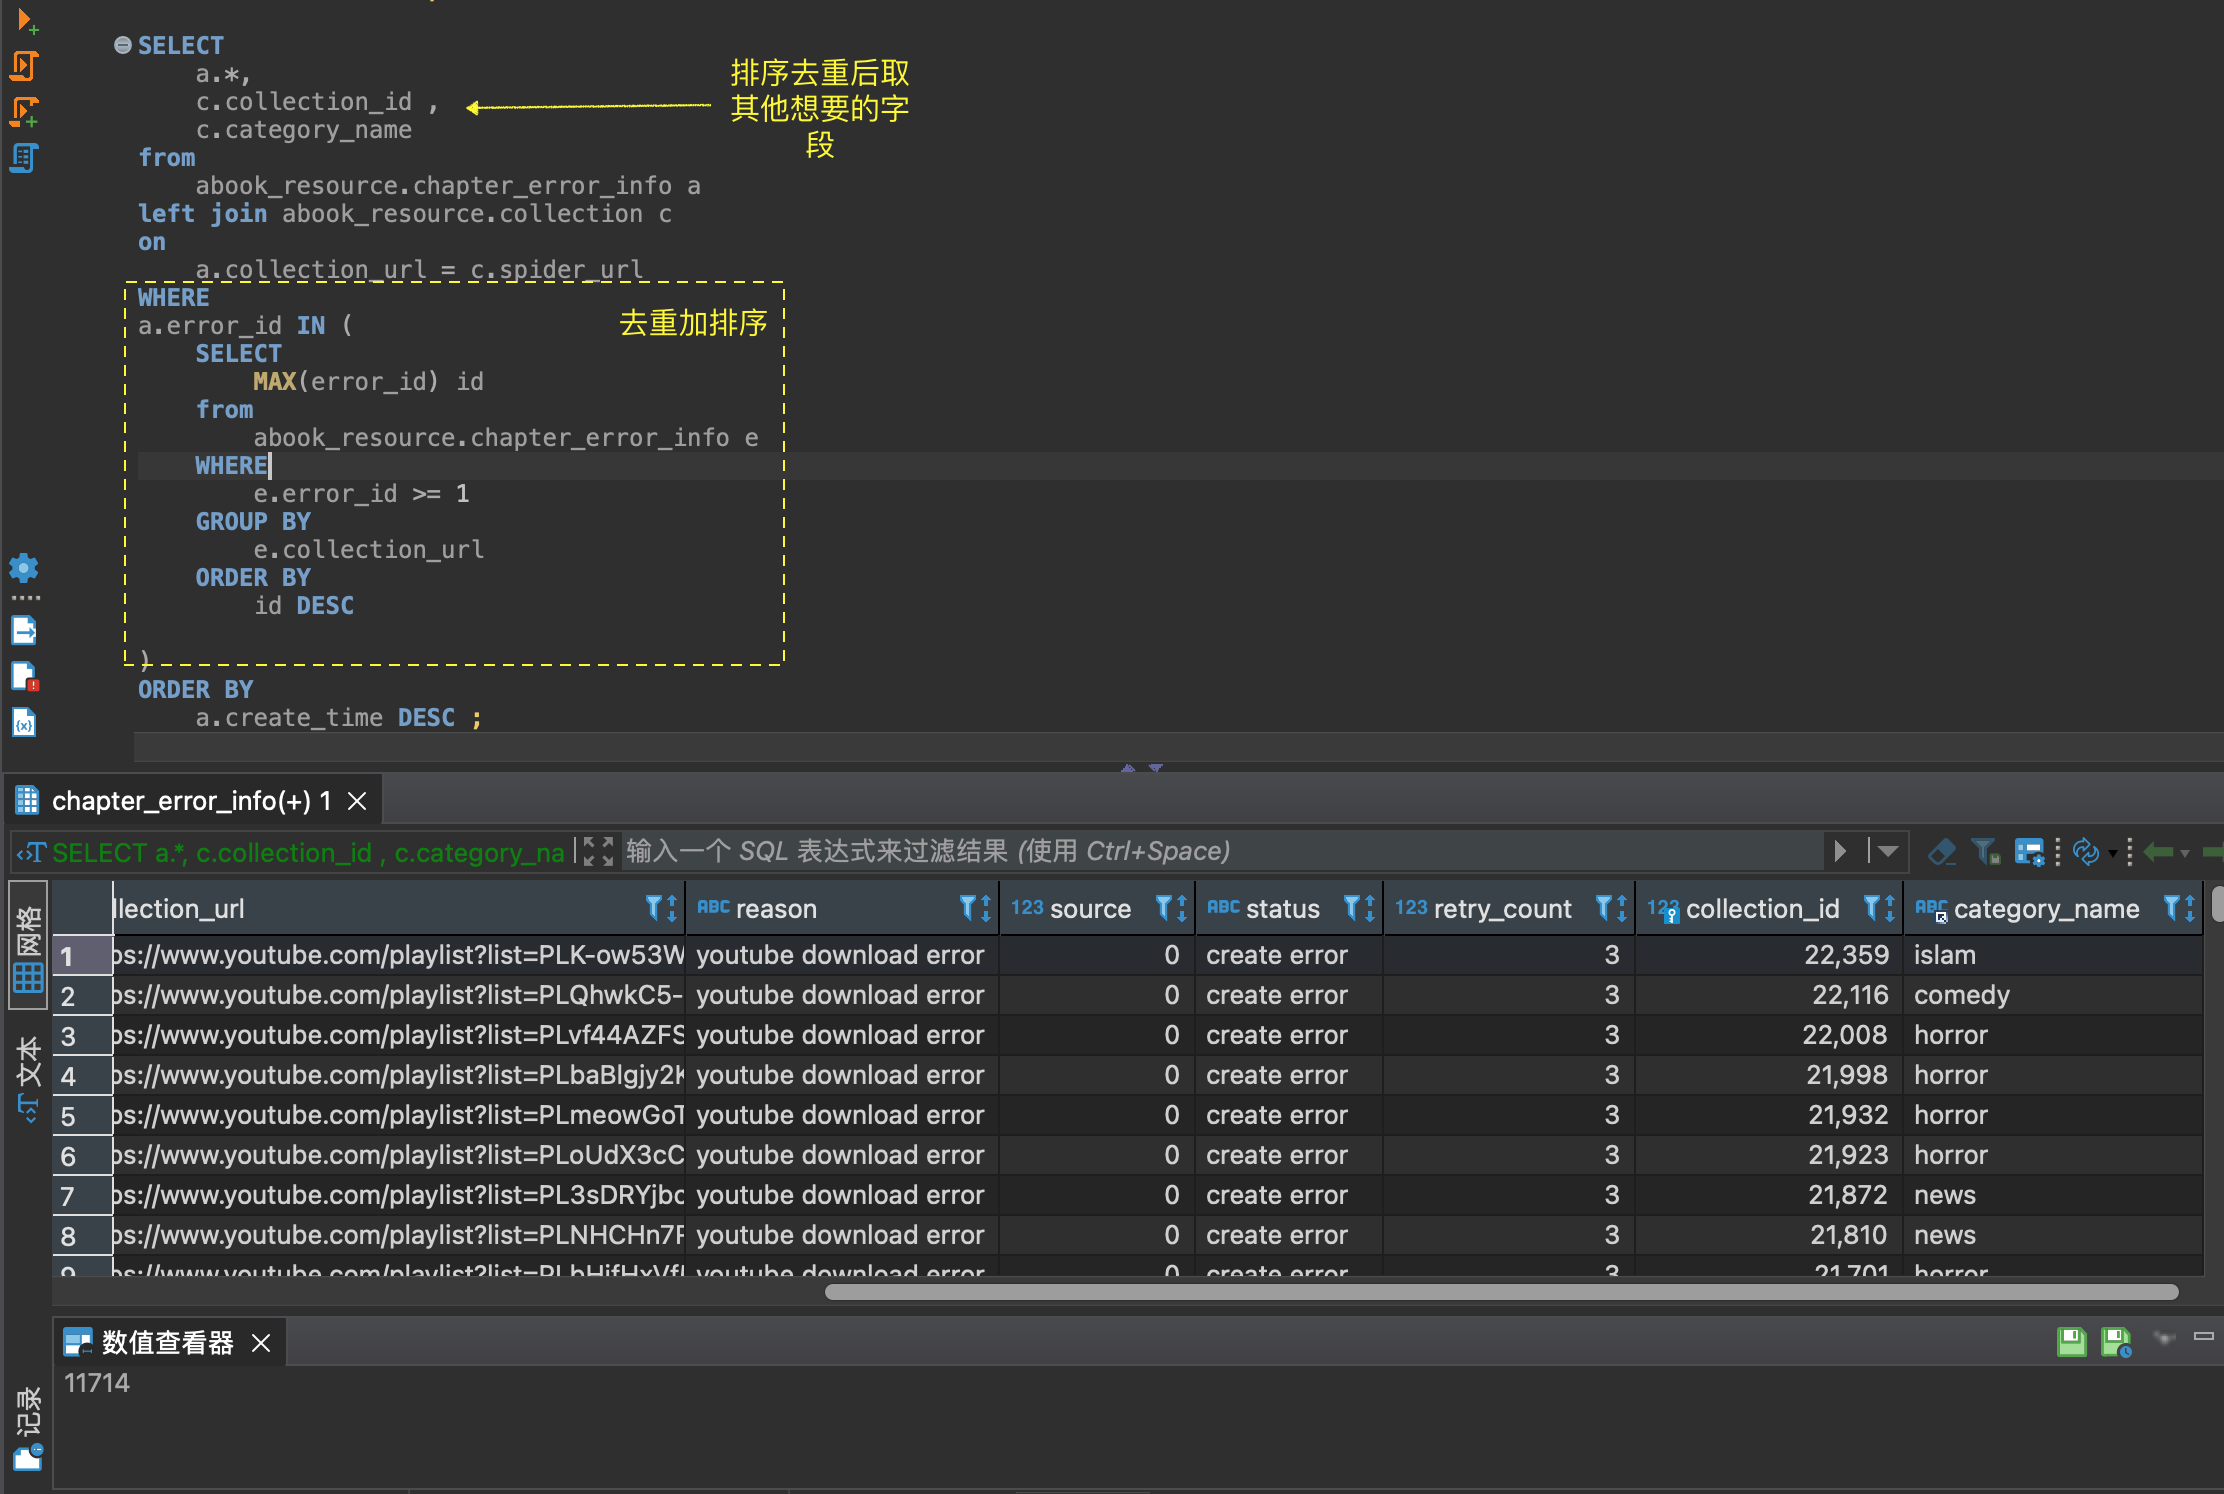 SELECT
a.*,
c.collection_id ,
c.category_name
from
abook_resource.chapter_error_info a
left join abook_resource.collection c
on
a.collection_url = c.spider_url
WHERE
a.error_id IN (
SELECT
MAX(error_id) id
from
abook_resource.chapter_error_info e
WHERE
e.error_id >= 1
GROUP BY
e.collection_url
ORDER BY
id DESC
)
ORDER BY
a.create_time DESC ;
排序去重后取
其他想要的字
段
去重加排序
chapter_error_info(+) 1
SELECT a.*, c.collection_id , c.category_na
输入一个 SQL 表达式来过滤结果 (使用 Ctrl+Space)
网格
文本
记录
llection_url ABC reason 123 source ABC status 123 retry_count 123 collection_id ABC category_name
1 ps://www.youtube.com/playlist?list=PLK-ow53W youtube download error 0 create error 3 22,359 islam
2 ps://www.youtube.com/playlist?list=PLQhwkC5- youtube download error 0 create error 3 22,116 comedy
3 ps://www.youtube.com/playlist?list=PLvf44AZFS youtube download error 0 create error 3 22,008 horror
4 ps://www.youtube.com/playlist?list=PLbaBlgjy2K youtube download error 0 create error 3 21,998 horror
5 ps://www.youtube.com/playlist?list=PLmeowGoT youtube download error 0 create error 3 21,932 horror
6 ps://www.youtube.com/playlist?list=PLoUdX3cC youtube download error 0 create error 3 21,923 horror
7 ps://www.youtube.com/playlist?list=PL3sDRYjbc youtube download error 0 create error 3 21,872 news
8 ps://www.youtube.com/playlist?list=PLNHCHn7F youtube download error 0 create error 3 21,810 news
9 youtube download error 0 create error 3 21,701 horror
数值查看器
11714